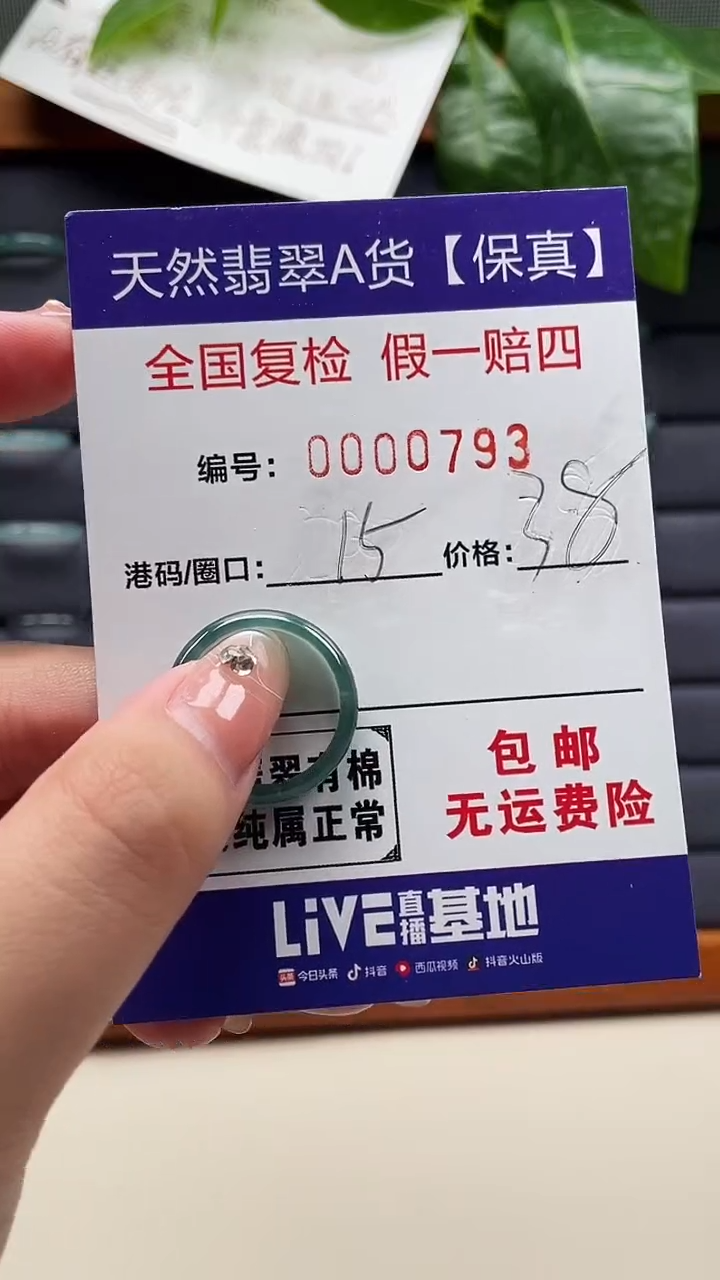 天然翡翠A货【保真】
全国复检 假一赔四
编号: 0000793
港码/圈口: 15 价格: 38
翠有棉
纯属正常
包邮
无运费险
LiVE直播基地
头条 今日头条 抖音 西瓜视频 抖音火山版